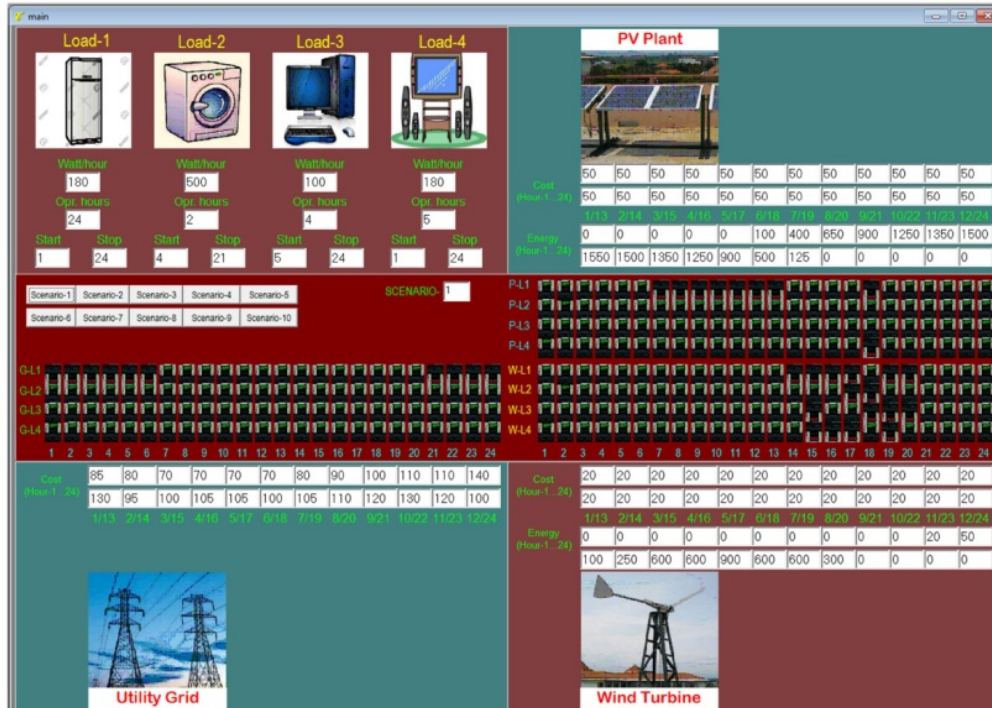 main
Load-1 Load-2 Load-3 Load-4
Watt/hour Watt/hour Watt/hour Watt/hour
180 500 100 180
Opr. hours Opr. hours Opr. hours Opr. hours
24 2 4 5
Start Stop Start Stop Start Stop Start Stop
1 24 4 21 5 24 1 24
PV Plant
50 50 50 50 50 50 50 50 50 50 50 50
Cost
(Hour-1...24)
50 50 50 50 50 50 50 50 50 50 50 50
1/13 2/14 3/15 4/16 5/17 6/18 7/19 8/20 9/21 10/22 11/23 12/24
Energy
(Hour-1...24)
0 0 0 0 0 100 400 650 900 1250 1350 1500
1550 1500 1350 1250 900 500 125 0 0 0 0 0
Scenario-1 Scenario-2 Scenario-3 Scenario-4 Scenario-5
SCENARIO- 1
Scenario-6 Scenario-7 Scenario-8 Scenario-9 Scenario-10
G-L1
G-L2
G-L3
G-L4
1 2 3 4 5 6 7 8 9 10 11 12 13 14 15 16 17 18 19 20 21 22 23 24
P-L1
P-L2
P-L3
P-L4
W-L1
W-L2
W-L3
W-L4
1 2 3 4 5 6 7 8 9 10 11 12 13 14 15 16 17 18 19 20 21 22 23 24
Cost
(Hour-1...24)
85 80 70 70 70 70 80 90 100 110 110 140
130 95 100 105 105 100 105 110 120 130 120 100
1/13 2/14 3/15 4/16 5/17 6/18 7/19 8/20 9/21 10/22 11/23 12/24
Utility Grid
Cost
(Hour-1...24)
20 20 20 20 20 20 20 20 20 20 20 20
20 20 20 20 20 20 20 20 20 20 20 20
1/13 2/14 3/15 4/16 5/17 6/18 7/19 8/20 9/21 10/22 11/23 12/24
Energy
(Hour-1...24)
0 0 0 0 0 0 0 0 0 0 20 50
100 250 600 600 900 600 600 300 0 0 0 0
Wind Turbine